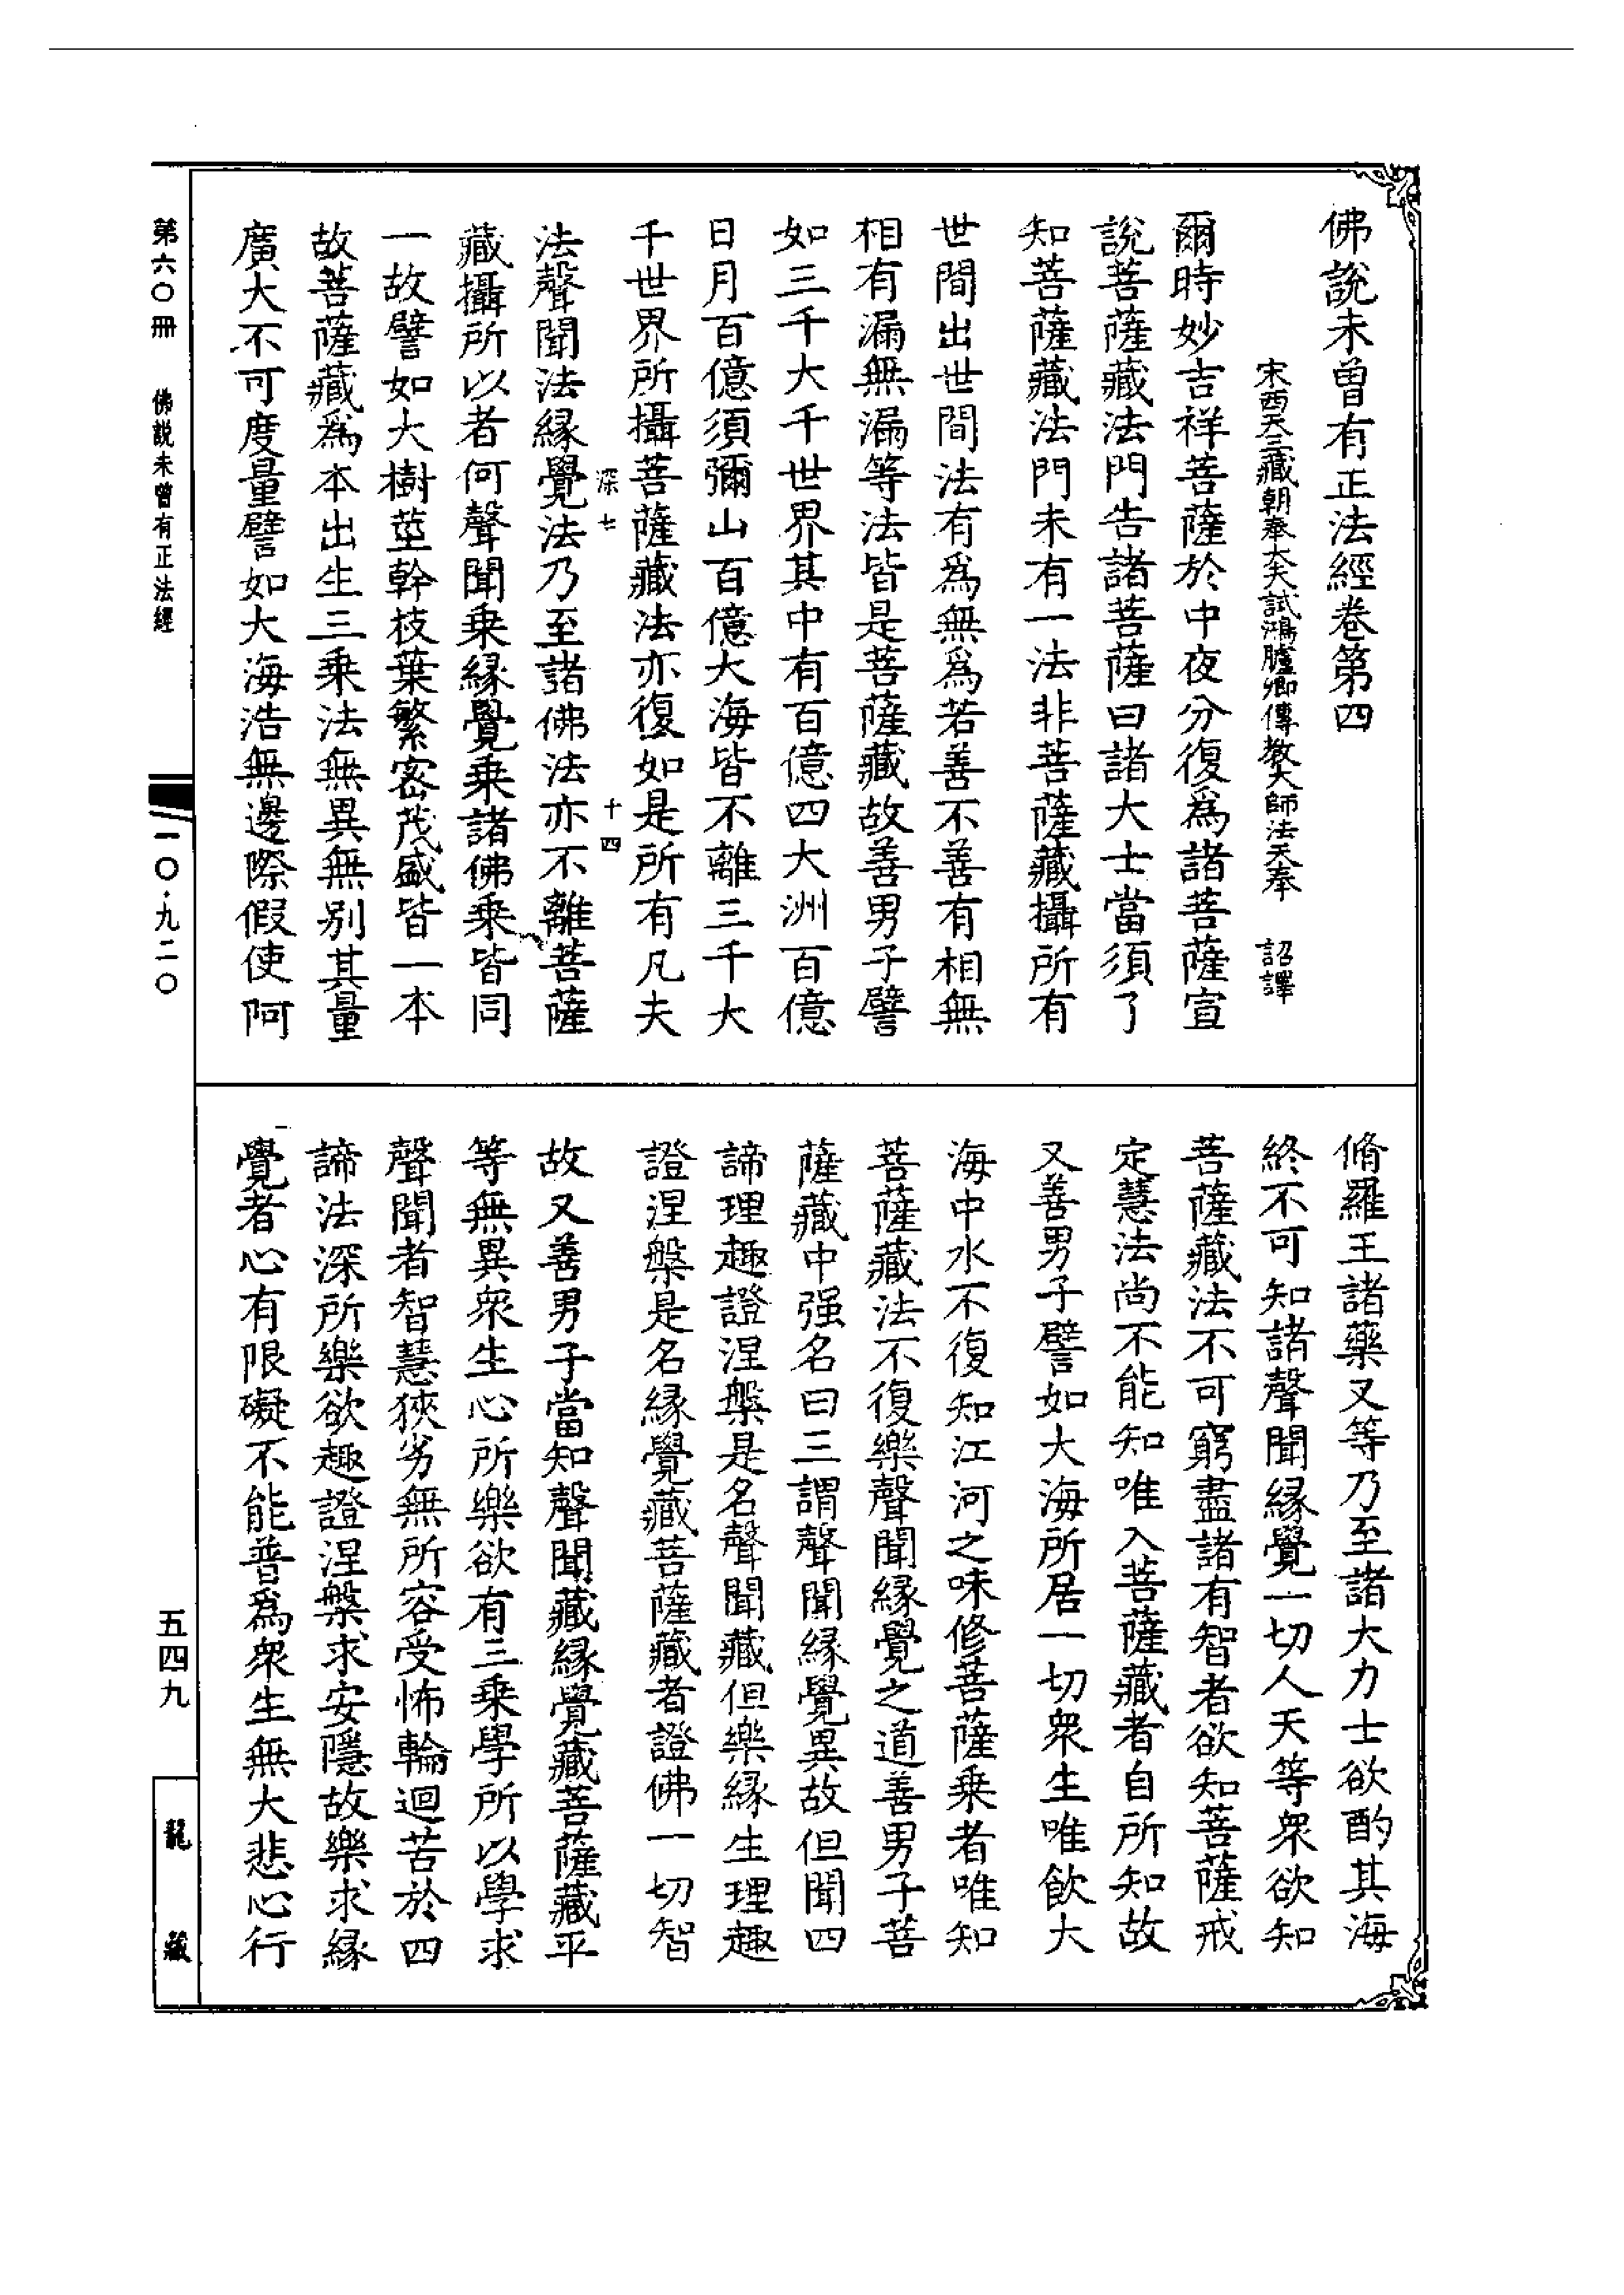 佛說未曾有正法經卷第四
宋西天三藏朝奉大夫試鴻臚卿傳教大師法天奉 詔譯
爾時妙吉祥菩薩於中夜分復爲諸菩薩宣
說菩薩藏法門告諸菩薩曰諸大士當須了
知菩薩藏法門未有一法非菩薩藏攝所有
世間出世間法有爲無爲若善不善有相無
相有漏無漏等法皆是菩薩藏故善男子譬
如三千大千世界其中有百億四大洲百億
日月百億須彌山百億大海皆不離三千大
千世界所攝菩薩藏法亦復如是所有凡夫
深七 十四
法聲聞法緣覺法乃至諸佛法亦不離菩薩
藏攝所以者何聲聞乘緣覺乘諸佛乘皆同
一故譬如大樹莖幹枝葉繁密茂盛皆一本
故菩薩藏爲本出生三乘法無異無别其量
廣大不可度量譬如大海浩無邊際假使阿
脩羅王諸藥叉等乃至諸大力士欲酌其海
終不可知諸聲聞緣覺一切人天等衆欲知
菩薩藏法不可窮盡諸有智者欲知菩薩戒
定慧法尚不能知唯入菩薩藏者自所知故
又善男子譬如大海所居一切衆生唯飲大
海中水不復知江河之味修菩薩乘者唯知
菩薩藏法不復樂聲聞緣覺之道善男子菩
薩藏中强名曰三謂聲聞緣覺異故但聞四
諦理趣證涅槃是名聲聞藏但樂緣生理趣
證涅槃是名緣覺藏菩薩藏者證佛一切智
故又善男子當知聲聞藏緣覺藏菩薩藏平
等無異衆生心所樂欲有三乘學所以學求
聲聞者智慧狹劣無所容受怖輪迴苦於四
諦法深所樂欲趣證涅槃求安隱故樂求緣
覺者心有限礙不能普爲衆生無大悲心行
第六〇冊 佛説未曾有正法經
一〇·九二〇
五四九
龍藏